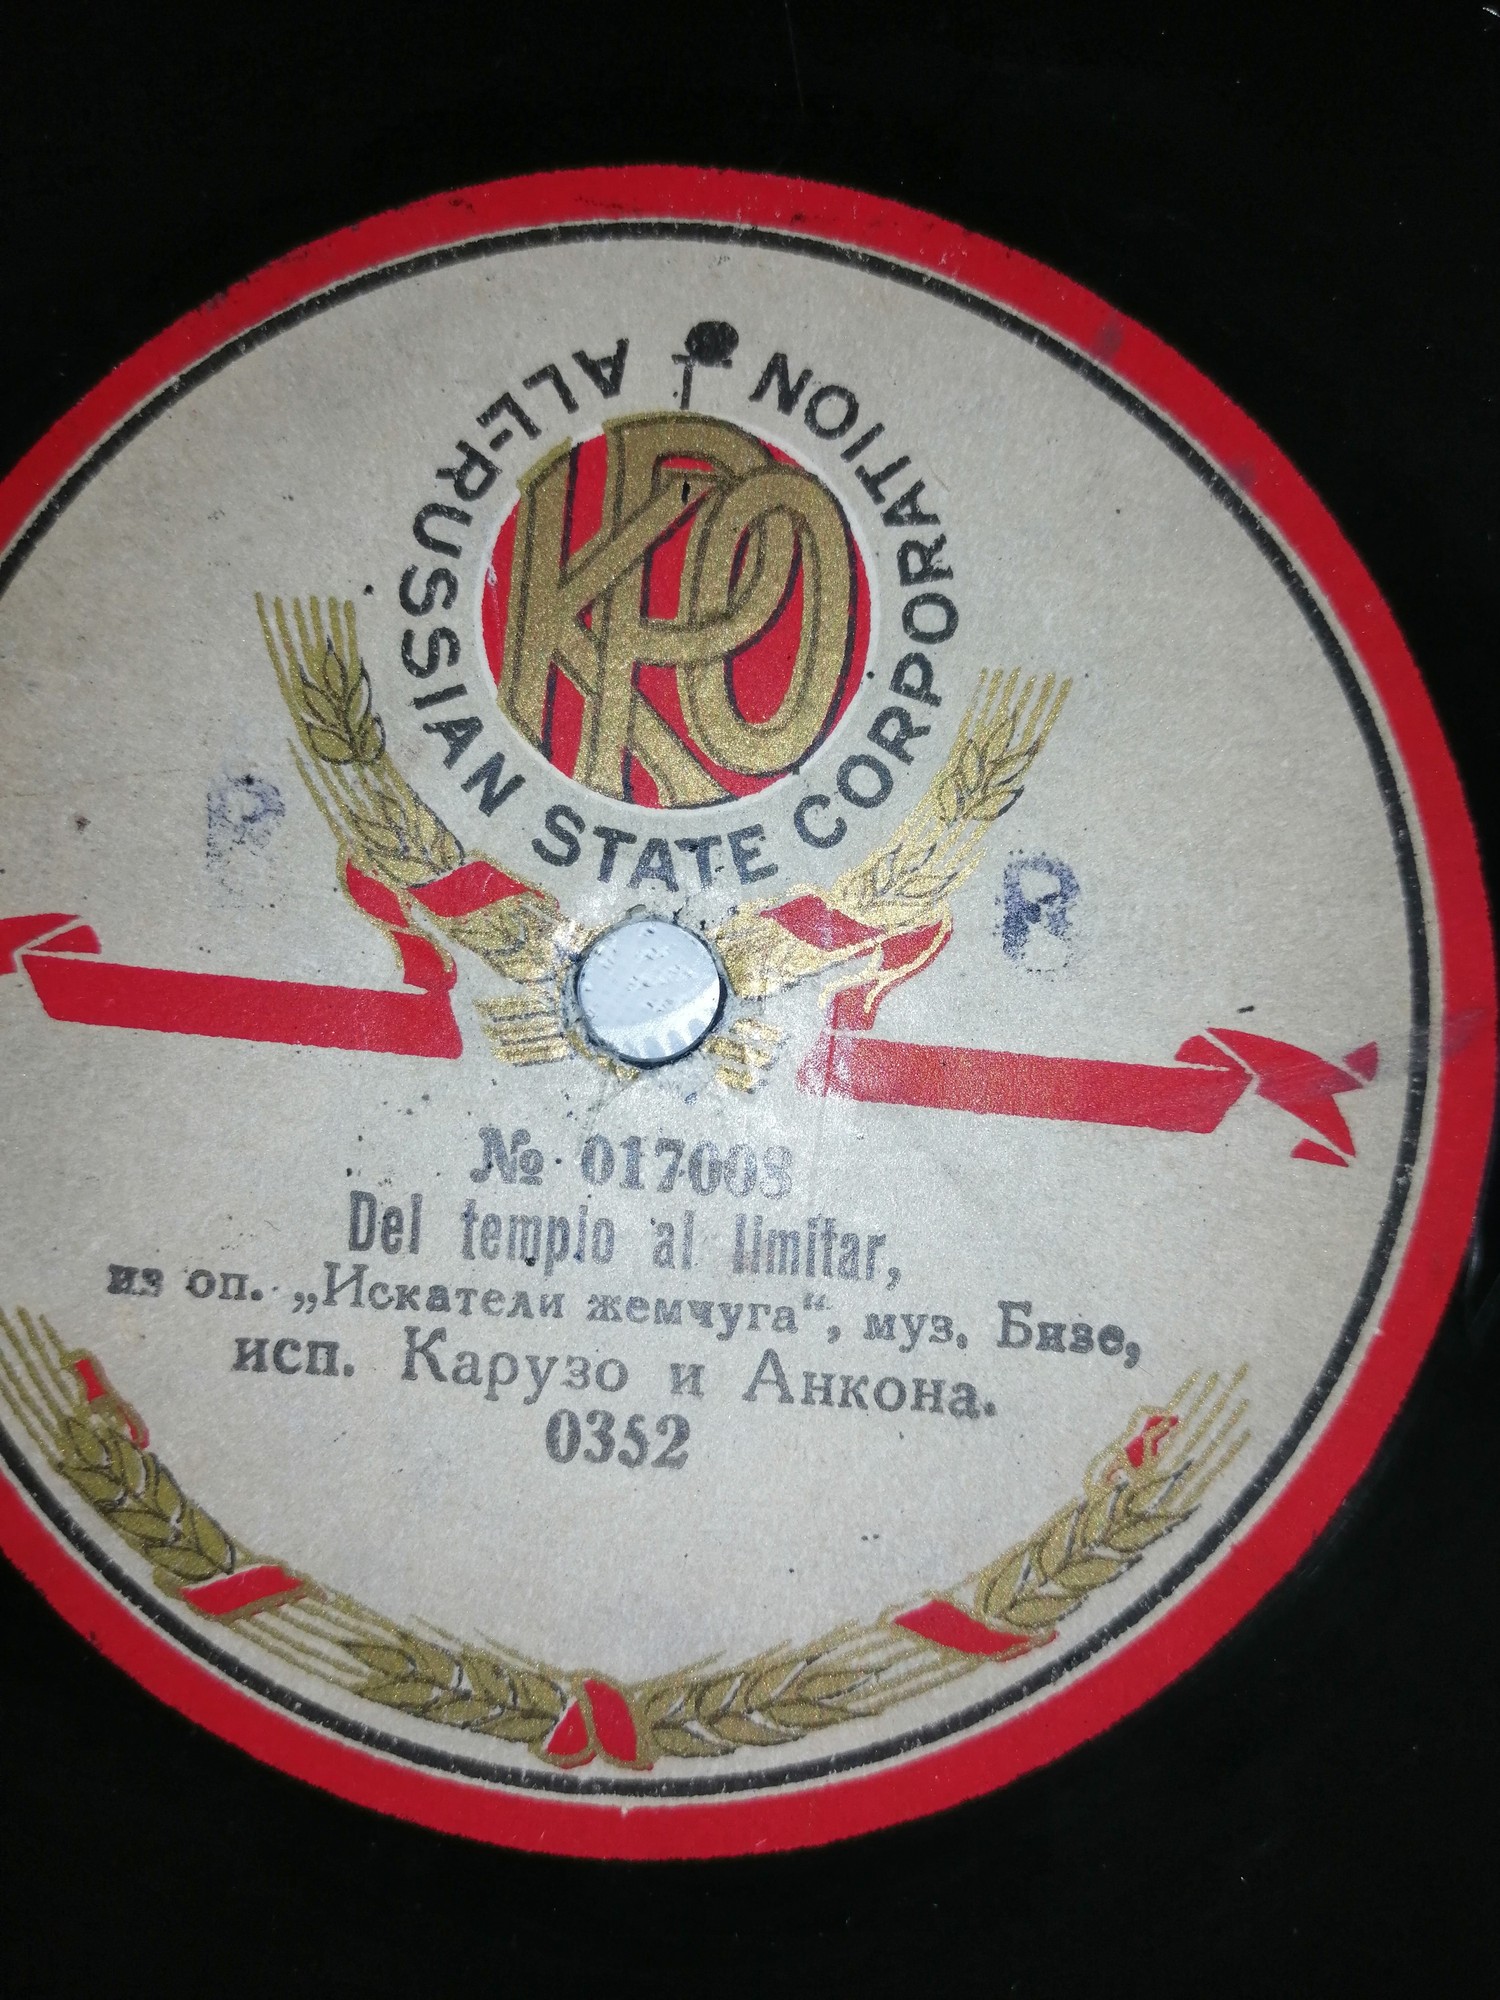 ALL-RUSSIAN STATE CORPORATION
КРО
R R
№ 017003
Del tempio al limitar,
из оп. „Искатели жемчуга“, муз. Бизе,
исп. Карузо и Анкона.
0352